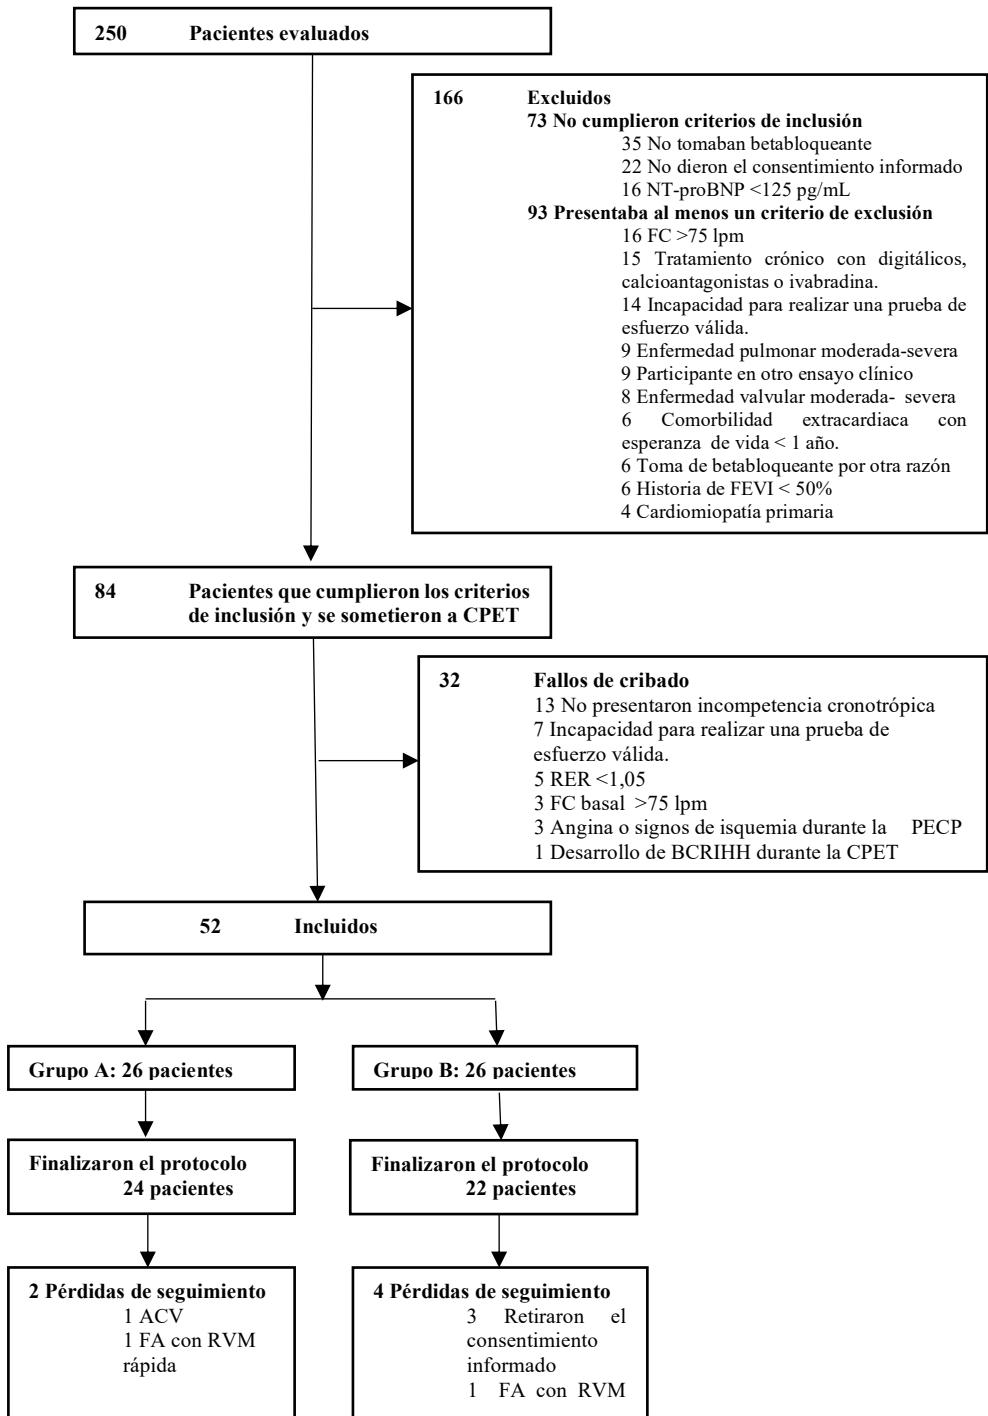 250 Pacientes evaluados
166 Excluidos
73 No cumplieron criterios de inclusión
35 No tomaban betabloqueante
22 No dieron el consentimiento informado
16 NT-proBNP <125 pg/mL
93 Presentaba al menos un criterio de exclusión
16 FC >75 lpm
15 Tratamiento crónico con digitálicos,
calcioantagonistas o ivabradina.
14 Incapacidad para realizar una prueba de
esfuerzo válida.
9 Enfermedad pulmonar moderada-severa
9 Participante en otro ensayo clínico
8 Enfermedad valvular moderada- severa
6 Comorbilidad extracardiaca con
esperanza de vida < 1 año.
6 Toma de betabloqueante por otra razón
6 Historia de FEVI < 50%
4 Cardiomiopatía primaria
84 Pacientes que cumplieron los criterios
de inclusión y se sometieron a CPET
32 Fallos de cribado
13 No presentaron incompetencia cronotrópica
7 Incapacidad para realizar una prueba de
esfuerzo válida.
5 RER <1,05
3 FC basal >75 lpm
3 Angina o signos de isquemia durante la PECP
1 Desarrollo de BCRIHH durante la CPET
52 Incluidos
Grupo A: 26 pacientes
Grupo B: 26 pacientes
Finalizaron el protocolo
24 pacientes
Finalizaron el protocolo
22 pacientes
2 Pérdidas de seguimiento
1 ACV
1 FA con RVM
rápida
4 Pérdidas de seguimiento
3 Retiraron el
consentimiento
informado
1 FA con RVM